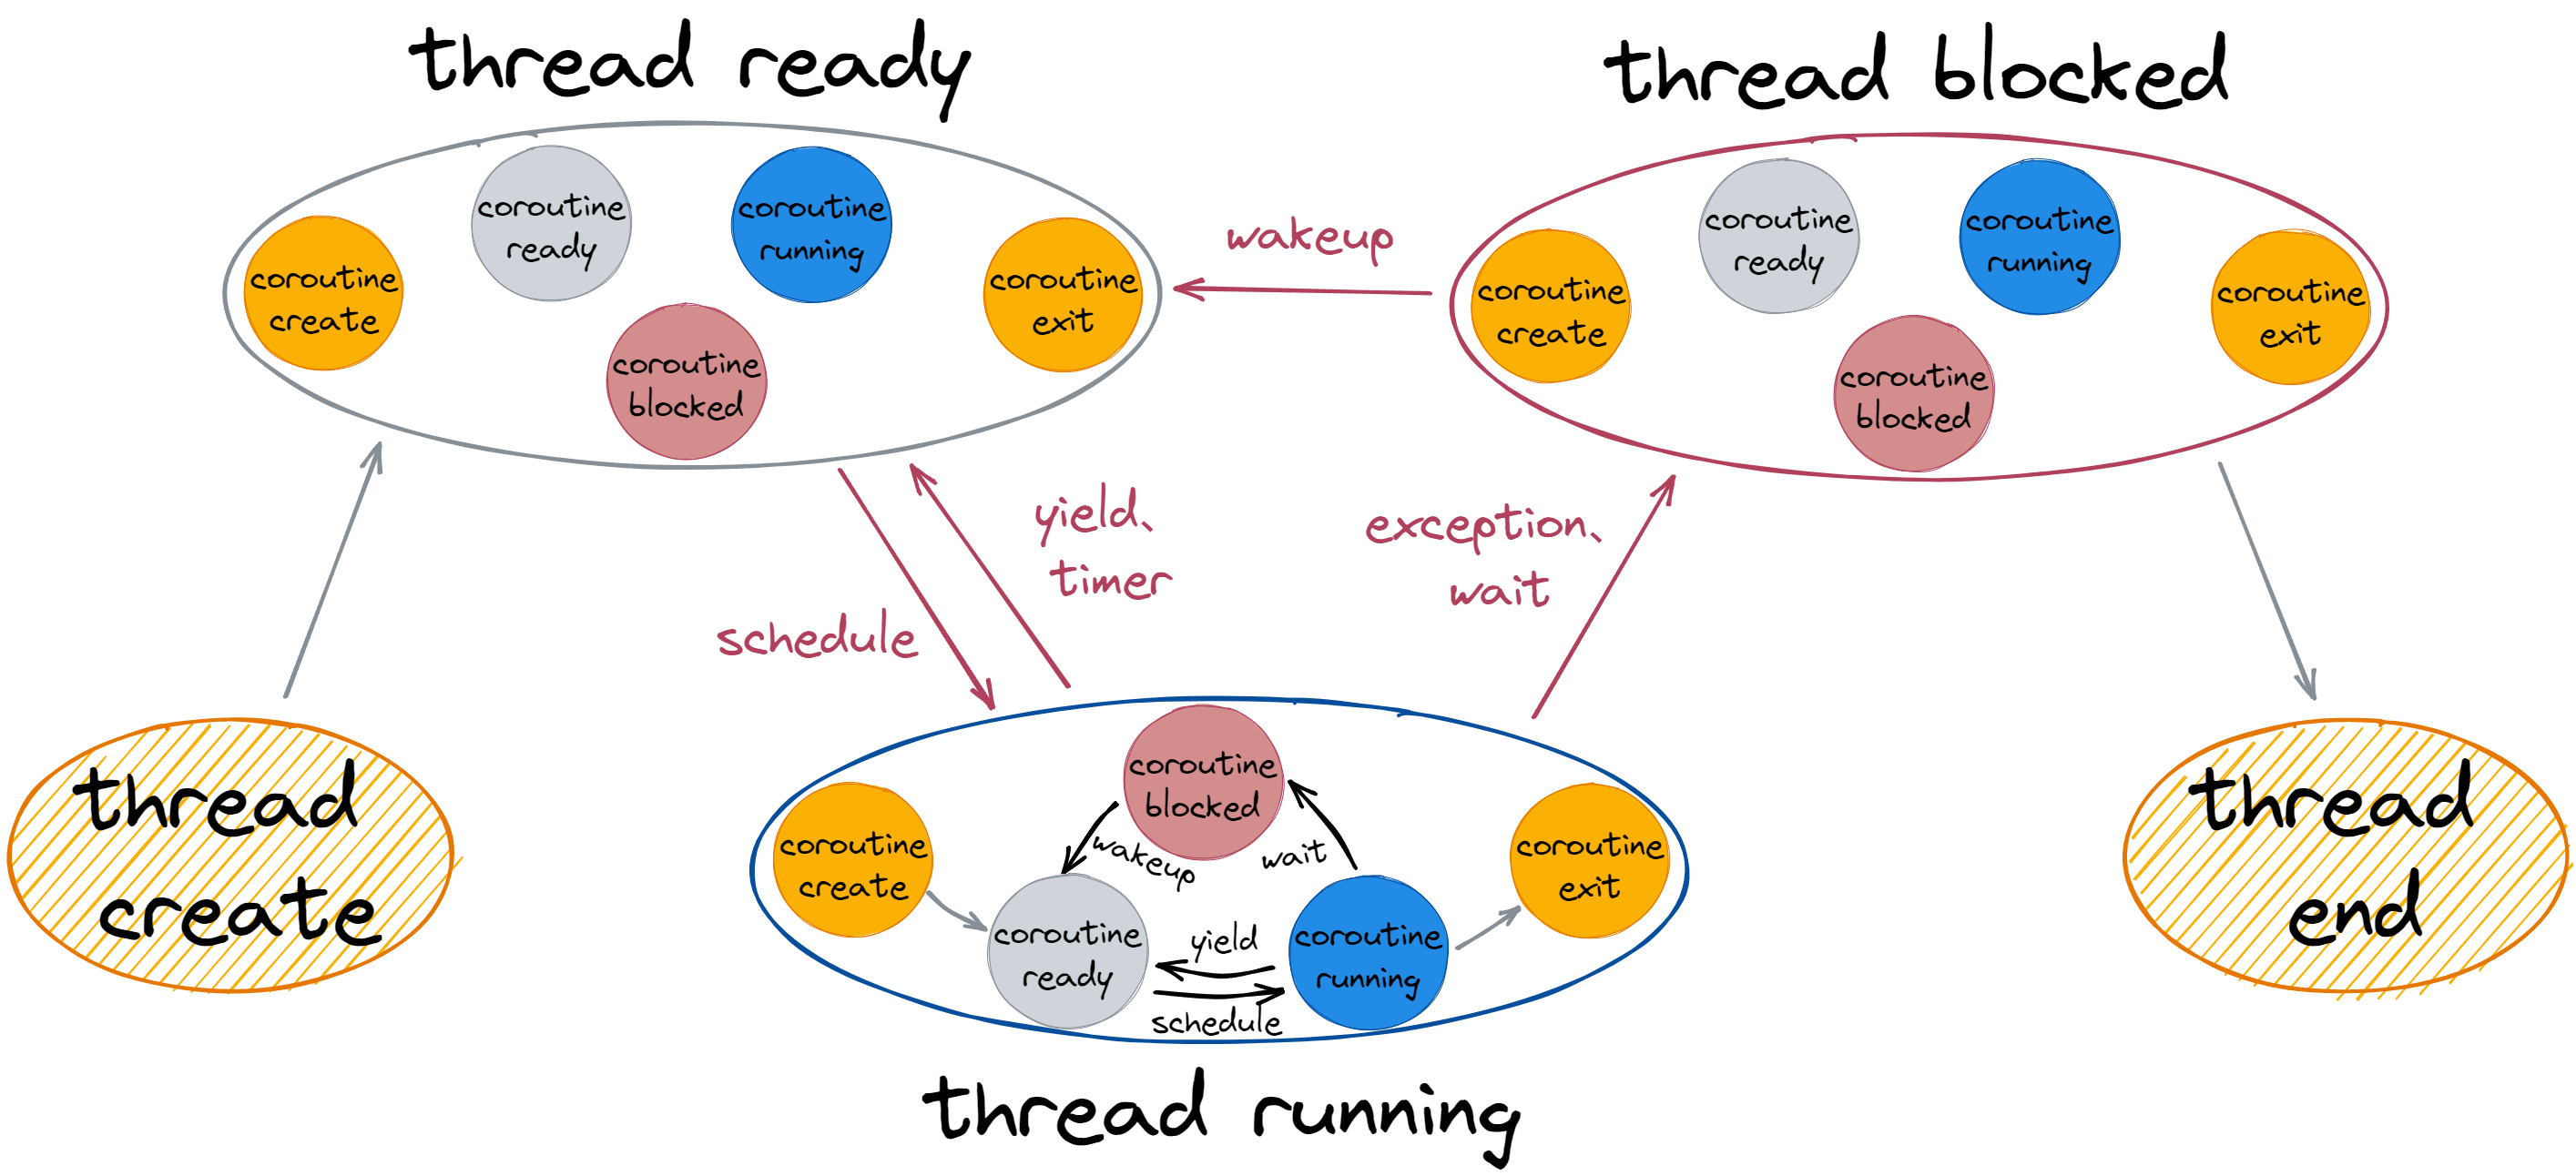 thread ready
thread blocked
coroutine
ready
coroutine
running
coroutine
create
coroutine
exit
coroutine
blocked
wakeup
coroutine
ready
coroutine
running
coroutine
create
coroutine
exit
coroutine
blocked
yield、
timer
exception、
wait
schedule
thread
create
coroutine
blocked
coroutine
create
coroutine
exit
wakeup
wait
coroutine
ready
yield
schedule
coroutine
running
thread
end
thread running